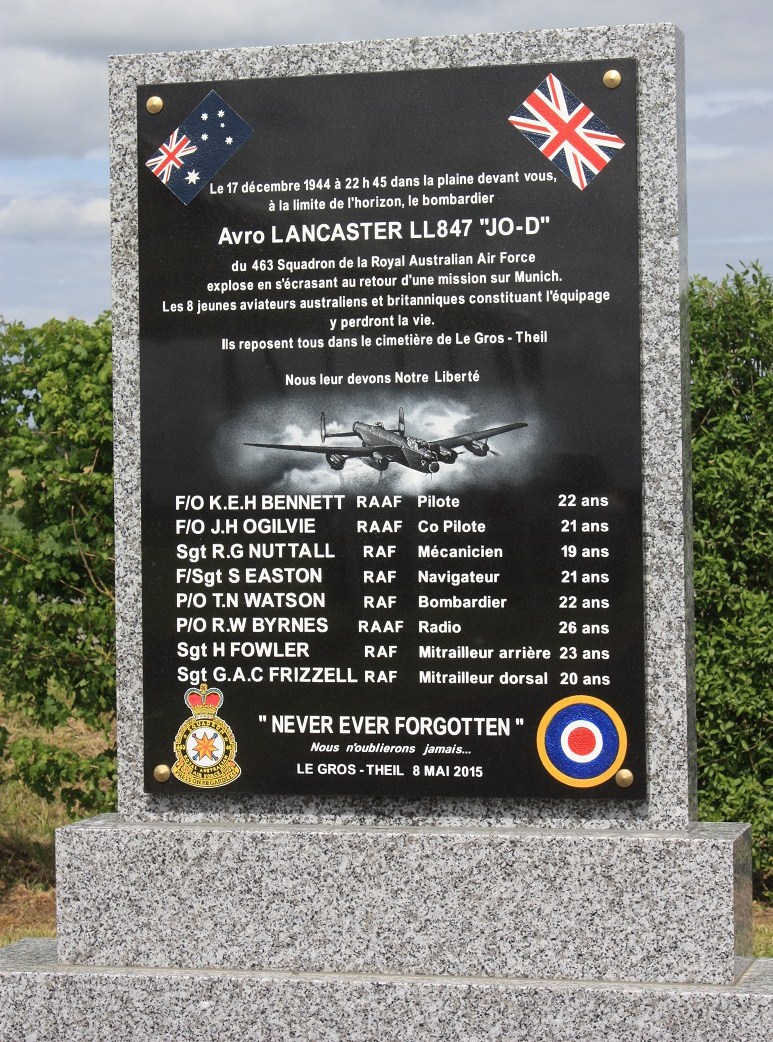 Le 17 décembre 1944 à 22 h 45 dans la plaine devant vous,
à la limite de l'horizon, le bombardier
Avro LANCASTER LL847 "JO-D"
du 463 Squadron de la Royal Australian Air Force
explose en s'écrasant au retour d'une mission sur Munich.
Les 8 jeunes aviateurs australiens et britanniques constituant l'équipage
y perdront la vie.
Ils reposent tous dans le cimetière de Le Gros - Theil
Nous leur devons Notre Liberté
F/O K.E.H BENNETT RAAF Pilote 22 ans
F/O J.H OGILVIE RAAF Co Pilote 21 ans
Sgt R.G NUTTALL RAF Mécanicien 19 ans
F/Sgt S EASTON RAF Navigateur 21 ans
P/O T.N WATSON RAF Bombardier 22 ans
P/O R.W BYRNES RAAF Radio 26 ans
Sgt H FOWLER RAF Mitrailleur arrière 23 ans
Sgt G.A.C FRIZZELL RAF Mitrailleur dorsal 20 ans
" NEVER EVER FORGOTTEN "
Nous n'oublierons jamais...
LE GROS - THEIL 8 MAI 2015